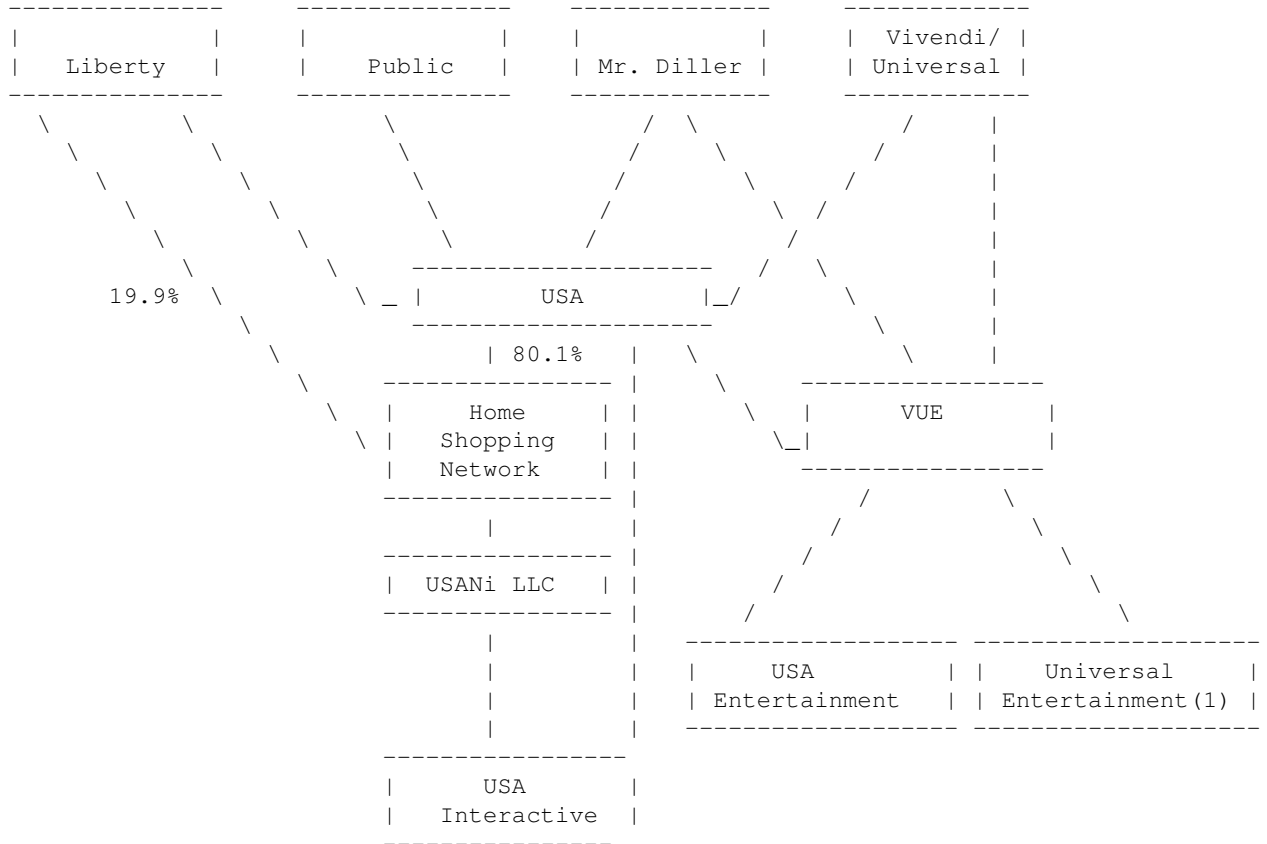 Vivendi/
Liberty Public Mr. Diller Universal
19.9% USA
80.1%
Home VUE
Shopping
Network
USANi LLC
USA Universal
Entertainment Entertainment(1)
USA
Interactive